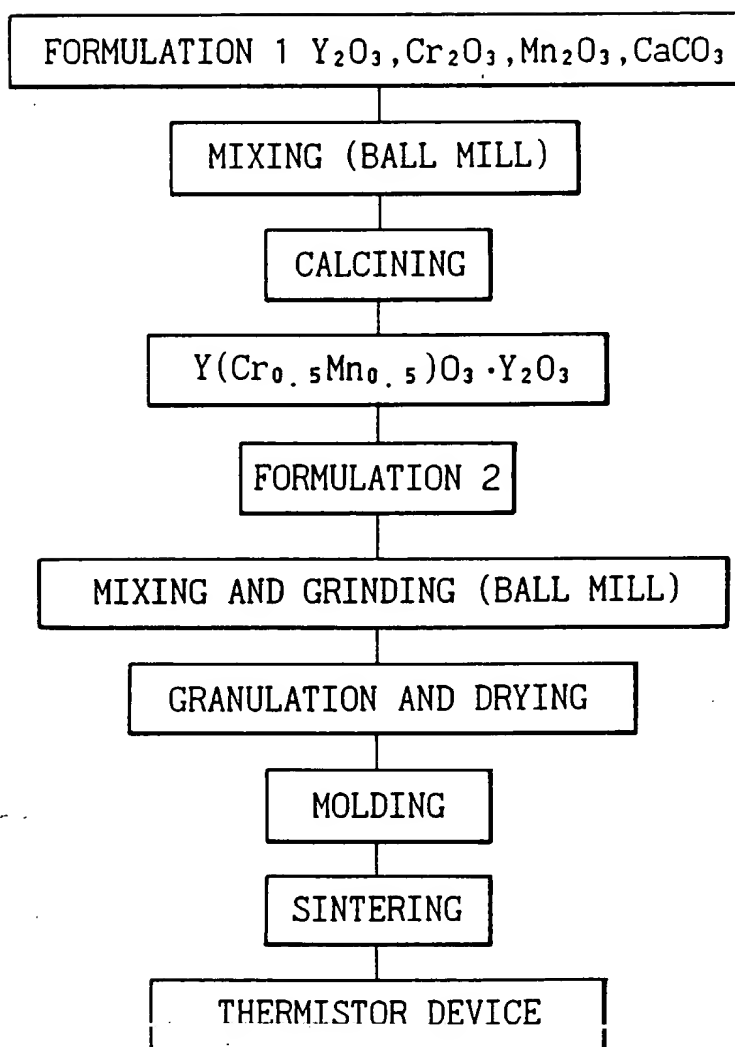 FORMULATION 1 Y₂O₃,Cr₂O₃,Mn₂O₃,CaCO₃
MIXING (BALL MILL)
CALCINING
Y(Cr₀.₅Mn₀.₅)O₃·Y₂O₃
FORMULATION 2
MIXING AND GRINDING (BALL MILL)
GRANULATION AND DRYING
MOLDING
SINTERING
THERMISTOR DEVICE